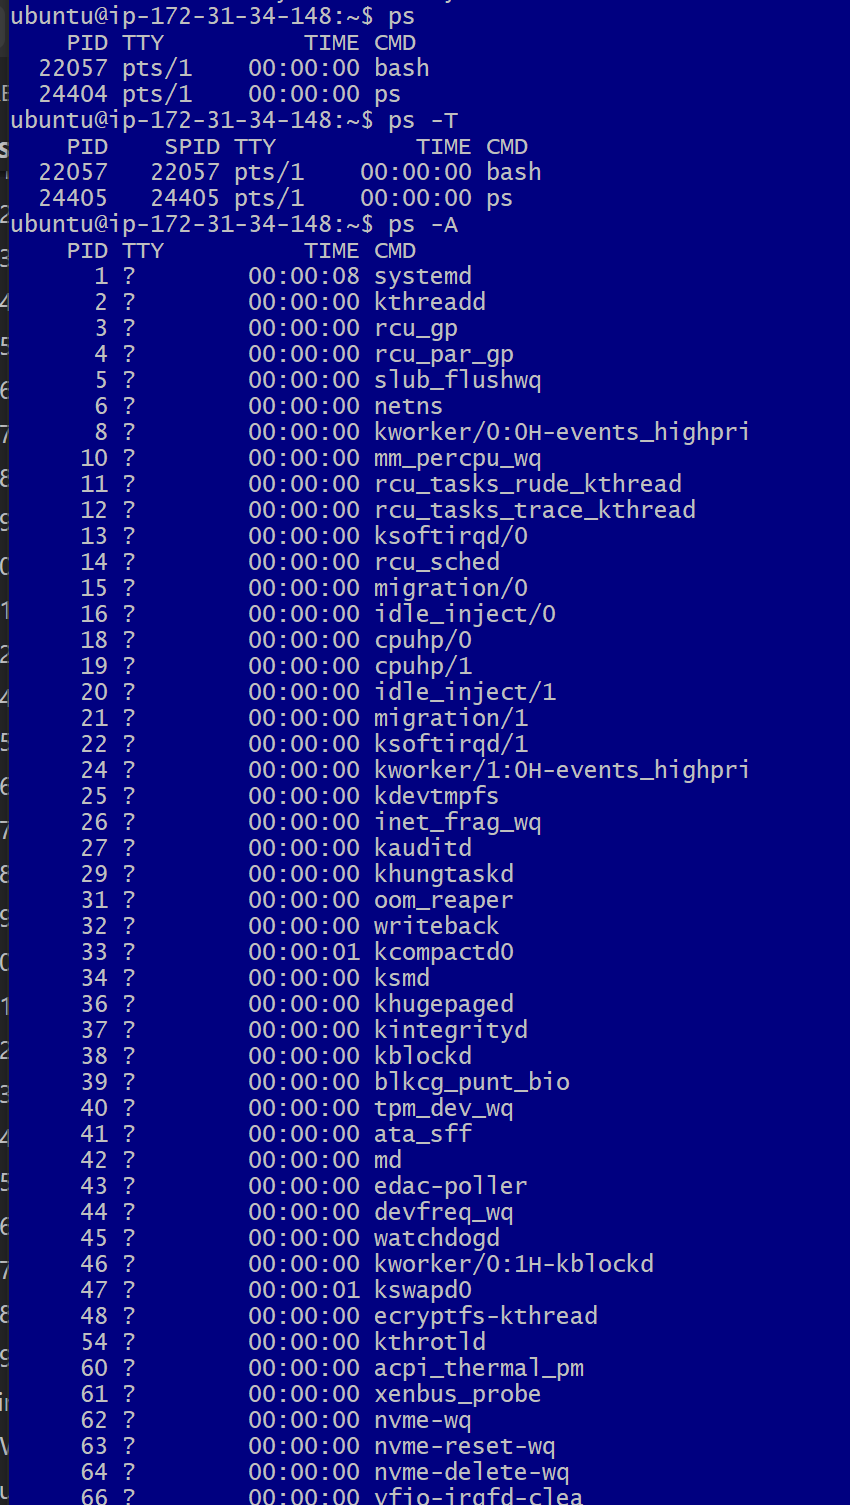 ubuntu@ip-172-31-34-148:~$ ps
PID TTY TIME CMD
22057 pts/1 00:00:00 bash
24404 pts/1 00:00:00 ps
ubuntu@ip-172-31-34-148:~$ ps -T
PID SPID TTY TIME CMD
22057 22057 pts/1 00:00:00 bash
24405 24405 pts/1 00:00:00 ps
ubuntu@ip-172-31-34-148:~$ ps -A
PID TTY TIME CMD
1 ? 00:00:08 systemd
2 ? 00:00:00 kthreadd
3 ? 00:00:00 rcu_gp
4 ? 00:00:00 rcu_par_gp
5 ? 00:00:00 slub_flushwq
6 ? 00:00:00 netns
8 ? 00:00:00 kworker/0:0H-events_highpri
10 ? 00:00:00 mm_percpu_wq
11 ? 00:00:00 rcu_tasks_rude_kthread
12 ? 00:00:00 rcu_tasks_trace_kthread
13 ? 00:00:00 ksoftirqd/0
14 ? 00:00:00 rcu_sched
15 ? 00:00:00 migration/0
16 ? 00:00:00 idle_inject/0
18 ? 00:00:00 cpuhp/0
19 ? 00:00:00 cpuhp/1
20 ? 00:00:00 idle_inject/1
21 ? 00:00:00 migration/1
22 ? 00:00:00 ksoftirqd/1
24 ? 00:00:00 kworker/1:0H-events_highpri
25 ? 00:00:00 kdevtmpfs
26 ? 00:00:00 inet_frag_wq
27 ? 00:00:00 kauditd
29 ? 00:00:00 khungtaskd
31 ? 00:00:00 oom_reaper
32 ? 00:00:00 writeback
33 ? 00:00:01 kcompactd0
34 ? 00:00:00 ksmd
36 ? 00:00:00 khugepaged
37 ? 00:00:00 kintegrityd
38 ? 00:00:00 kblockd
39 ? 00:00:00 blkcg_punt_bio
40 ? 00:00:00 tpm_dev_wq
41 ? 00:00:00 ata_sff
42 ? 00:00:00 md
43 ? 00:00:00 edac-poller
44 ? 00:00:00 devfreq_wq
45 ? 00:00:00 watchdogd
46 ? 00:00:00 kworker/0:1H-kblockd
47 ? 00:00:01 kswapd0
48 ? 00:00:00 ecryptfs-kthread
54 ? 00:00:00 kthrotld
60 ? 00:00:00 acpi_thermal_pm
61 ? 00:00:00 xenbus_probe
62 ? 00:00:00 nvme-wq
63 ? 00:00:00 nvme-reset-wq
64 ? 00:00:00 nvme-delete-wq
66 ? 00:00:00 vfio-irqfd-clea